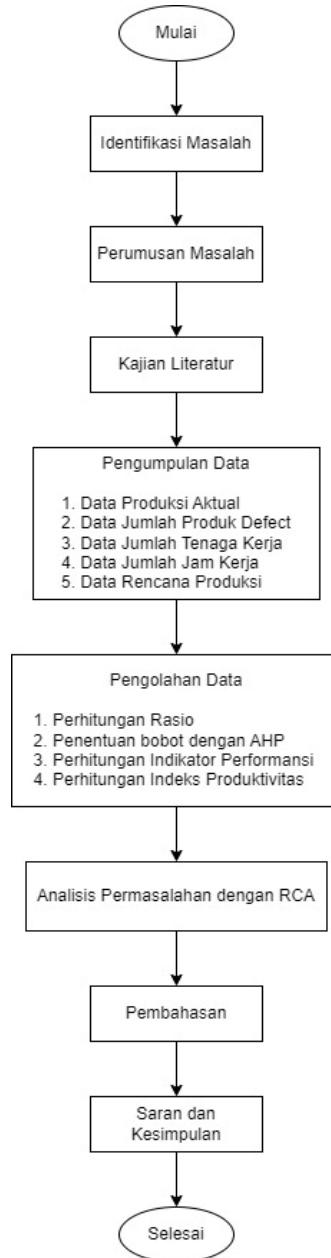 Mulai
Identifikasi Masalah
Perumusan Masalah
Kajian Literatur
Pengumpulan Data
1. Data Produksi Aktual
2. Data Jumlah Produk Defect
3. Data Jumlah Tenaga Kerja
4. Data Jumlah Jam Kerja
5. Data Rencana Produksi
Pengolahan Data
1. Perhitungan Rasio
2. Penentuan bobot dengan AHP
3. Perhitungan Indikator Performansi
4. Perhitungan Indeks Produktivitas
Analisis Permasalahan dengan RCA
Pembahasan
Saran dan
Kesimpulan
Selesai